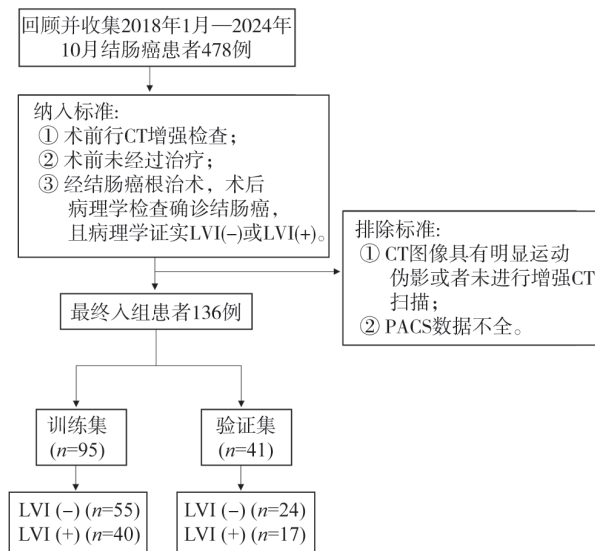 回顾并收集2018年1月—2024年
10月结肠癌患者478例
纳入标准:
① 术前行CT增强检查;
② 术前未经过治疗;
③ 经结肠癌根治术，术后
病理学检查确诊结肠癌，
且病理学证实LVI(−)或LVI(+)。
排除标准:
① CT图像具有明显运动
伪影或者未进行增强CT
扫描;
② PACS数据不全。
最终入组患者136例
训练集
(n=95)
验证集
(n=41)
LVI (−) (n=55)
LVI (+) (n=40)
LVI (−) (n=24)
LVI (+) (n=17)